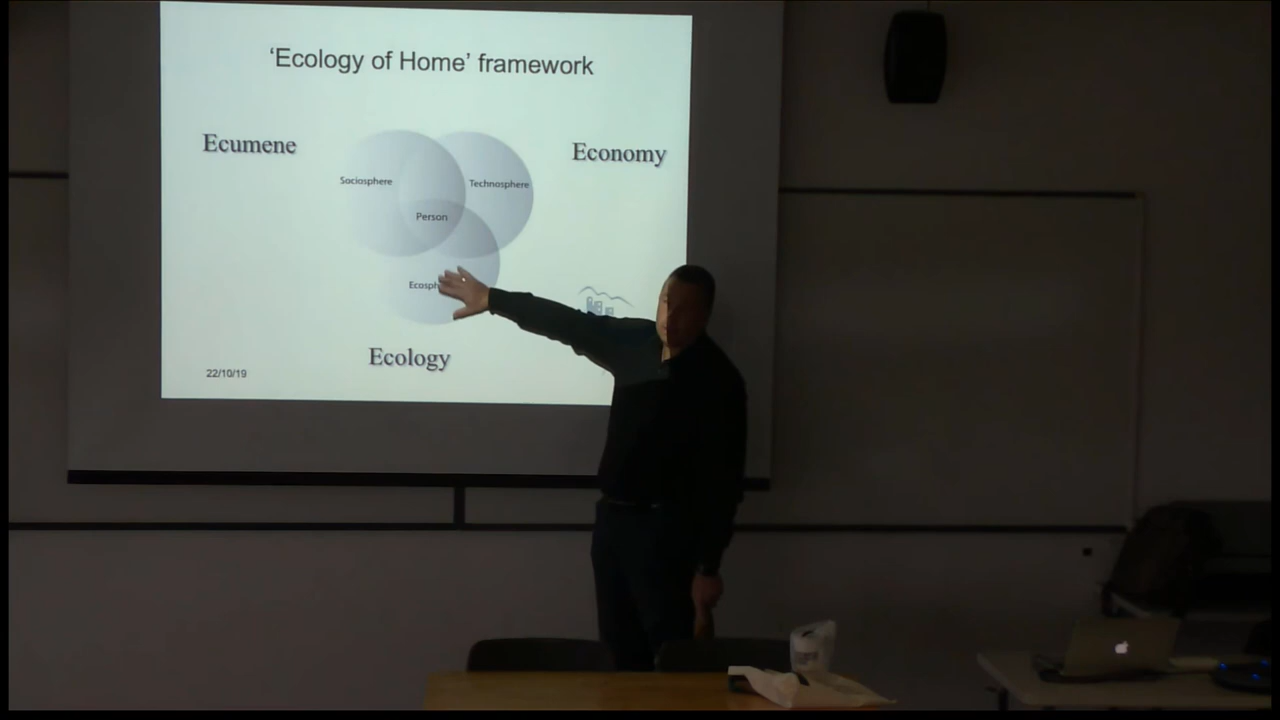 ‘Ecology of Home’ framework
Ecumene
Economy
Sociosphere
Technosphere
Person
Ecology
22/10/19